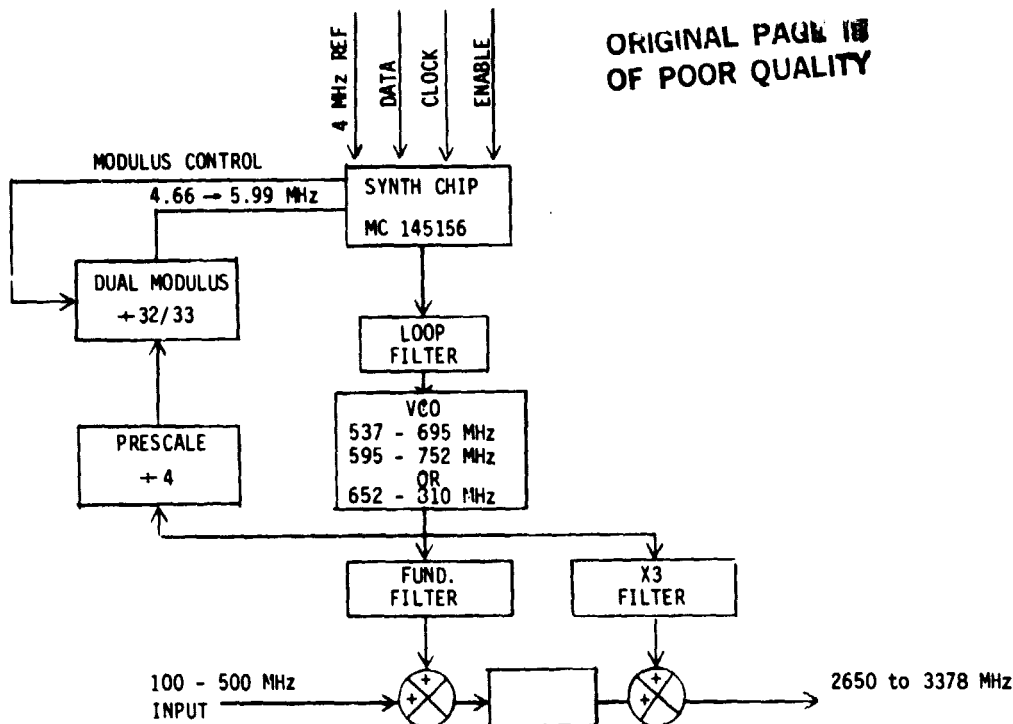 ORIGINAL PAGE IS
OF POOR QUALITY
4 MHz REF
DATA
CLOCK
ENABLE
MODULUS CONTROL
4.66 → 5.99 MHz
SYNTH CHIP
MC 145156
DUAL MODULUS
÷32/33
LOOP
FILTER
VCO
537 - 695 MHz
595 - 752 MHz
OR
652 - 310 MHz
PRESCALE
÷4
FUND.
FILTER
X3
FILTER
100 - 500 MHz
INPUT
+
+
+
+
2650 to 3378 MHz